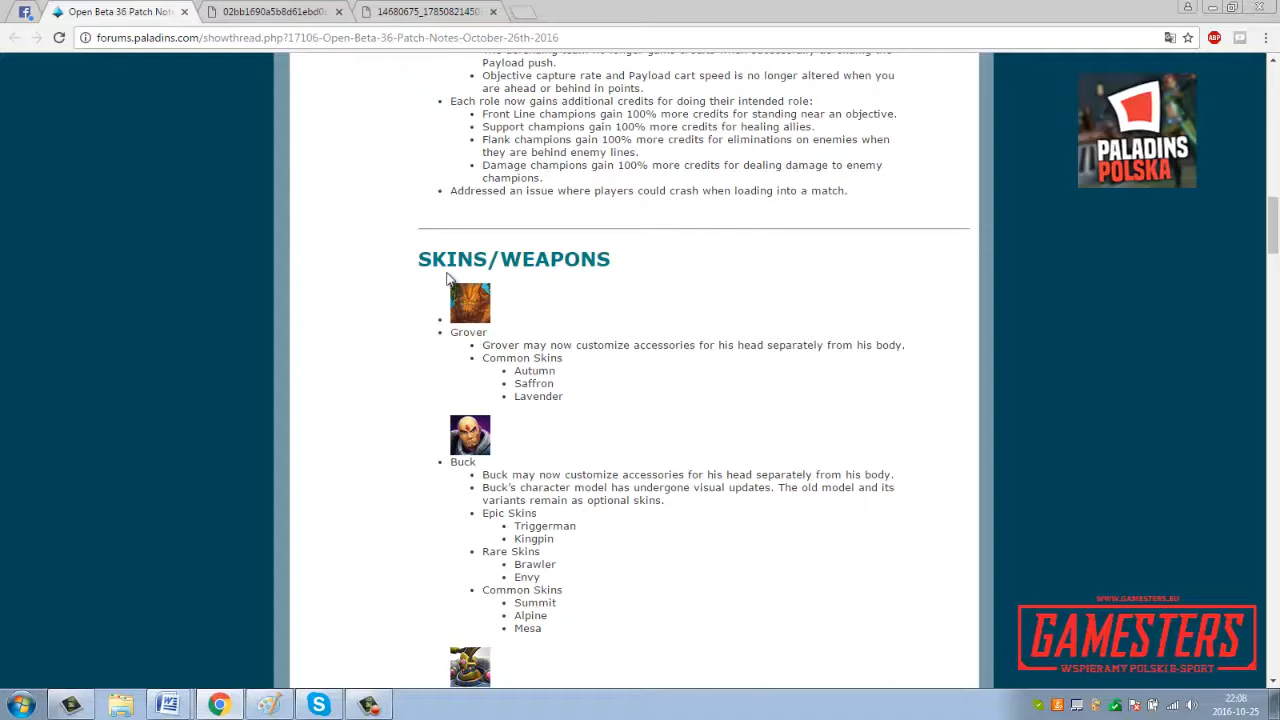 Open Beta 36 Patch Not
02bb1690a5b8d61ebd0
14680675_1785082145
forums.paladins.com/showthread.php?17106-Open-Beta-36-Patch-Notes-October-26th-2016
ABP
Payload push.
• Objective capture rate and Payload cart speed is no longer altered when you
are ahead or behind in points.
• Each role now gains additional credits for doing their intended role:
• Front Line champions gain 100% more credits for standing near an objective.
• Support champions gain 100% more credits for healing allies.
• Flank champions gain 100% more credits for eliminations on enemies when
they are behind enemy lines.
• Damage champions gain 100% more credits for dealing damage to enemy
champions.
• Addressed an issue where players could crash when loading into a match.
PALADINS
POLSKA
SKINS/WEAPONS
• Grover
• Grover may now customize accessories for his head separately from his body.
• Common Skins
• Autumn
• Saffron
• Lavender
• Buck
• Buck may now customize accessories for his head separately from his body.
• Buck's character model has undergone visual updates. The old model and its
variants remain as optional skins.
• Epic Skins
• Triggerman
• Kingpin
• Rare Skins
• Brawler
• Envy
• Common Skins
• Summit
• Alpine
• Mesa
WWW.GAMESTERS.EU
GAMESTERS
WSPIERAMY POLSKI E-SPORT
22:08
2016-10-25